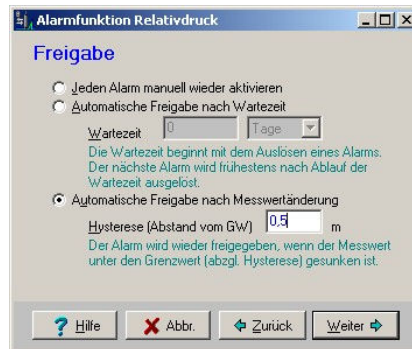 Alarmfunktion Relativdruck
Freigabe
Jeden Alarm manuell wieder aktivieren
Automatische Freigabe nach Wartezeit
Wartezeit 0 Tage
Die Wartezeit beginnt mit dem Auslösen eines Alarms.
Der nächste Alarm wird frühestens nach Ablauf der
Wartezeit ausgelöst.
Automatische Freigabe nach Messwertänderung
Hysterese (Abstand vom GW) 0,5 m
Der Alarm wird wieder freigegeben, wenn der Messwert
unter den Grenzwert (abzgl. Hysterese) gesunken ist.
? Hilfe Abbr. Zurück Weiter